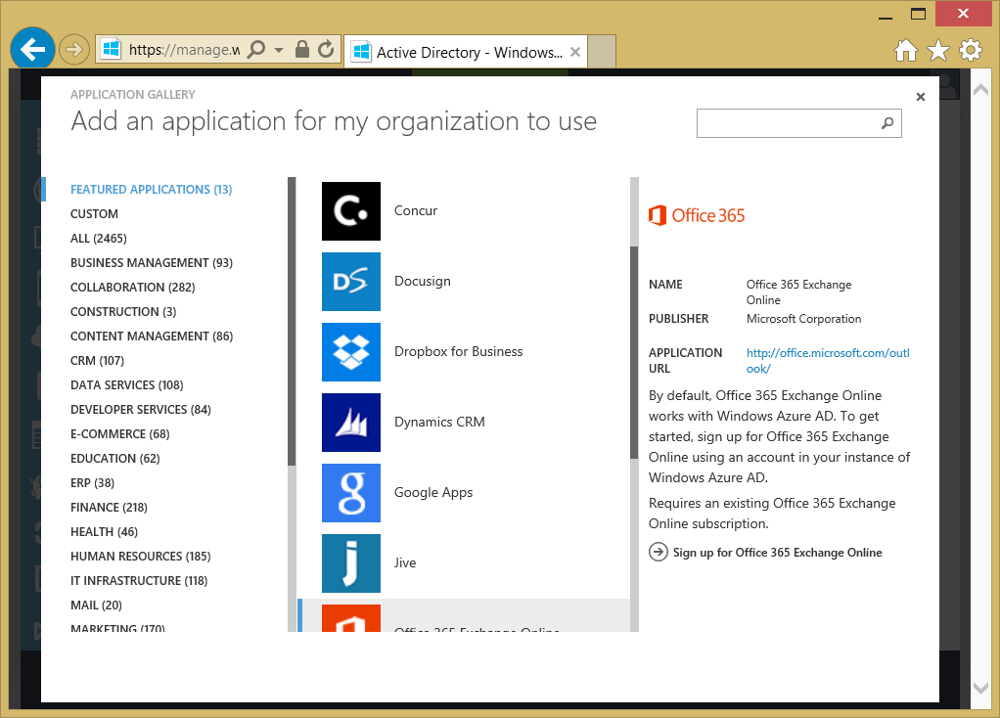 https://manage.w
Active Directory - Windows...
APPLICATION GALLERY
Add an application for my organization to use
FEATURED APPLICATIONS (13)
CUSTOM
ALL (2465)
BUSINESS MANAGEMENT (93)
COLLABORATION (282)
CONSTRUCTION (3)
CONTENT MANAGEMENT (86)
CRM (107)
DATA SERVICES (108)
DEVELOPER SERVICES (84)
E-COMMERCE (68)
EDUCATION (62)
ERP (38)
FINANCE (218)
HEALTH (46)
HUMAN RESOURCES (185)
IT INFRASTRUCTURE (118)
MAIL (20)
MARKETING (170)
C.
Concur
DS
Docusign
Dropbox for Business
Dynamics CRM
g
Google Apps
j
Jive
Office 365 Exchange Online
Office 365
NAME
Office 365 Exchange
Online
PUBLISHER
Microsoft Corporation
APPLICATION
URL
http://office.microsoft.com/outl
ook/
By default, Office 365 Exchange Online
works with Windows Azure AD. To get
started, sign up for Office 365 Exchange
Online using an account in your instance of
Windows Azure AD.
Requires an existing Office 365 Exchange
Online subscription.
Sign up for Office 365 Exchange Online